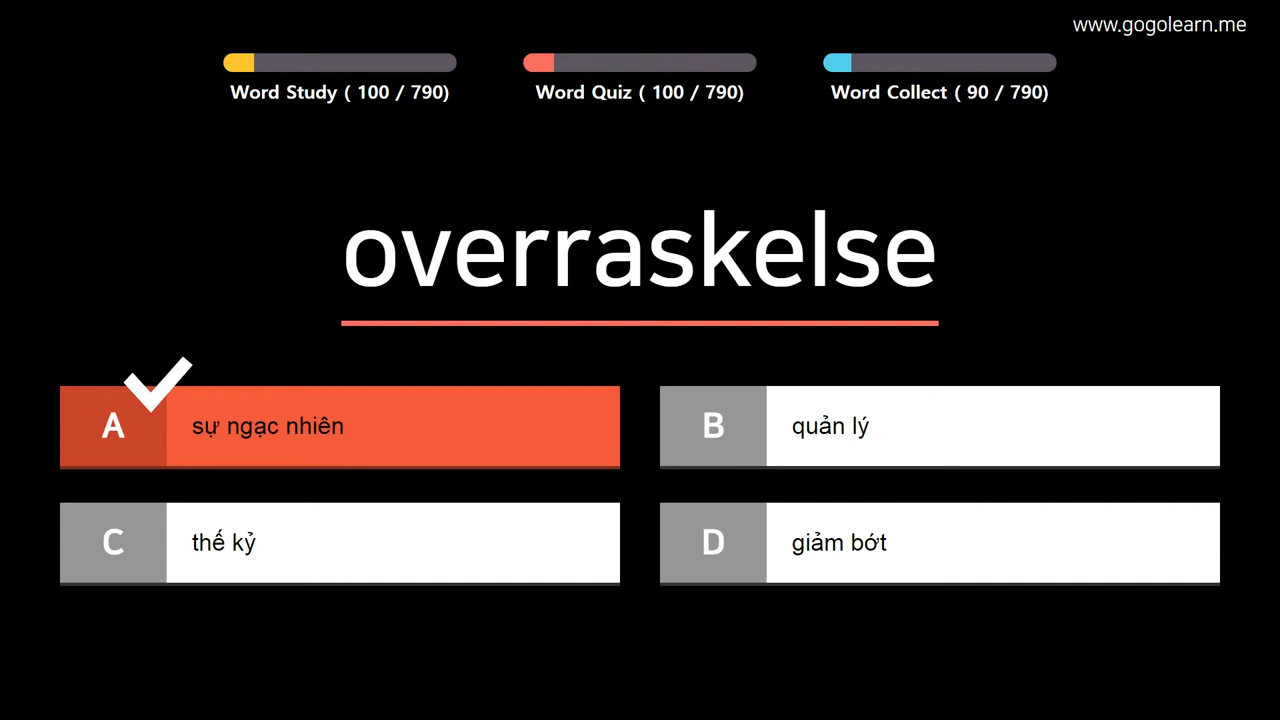 www.gogolearn.me
Word Study ( 100 / 790)
Word Quiz ( 100 / 790)
Word Collect ( 90 / 790)
overraskelse
A sự ngạc nhiên
B quản lý
C thế kỷ
D giảm bớt